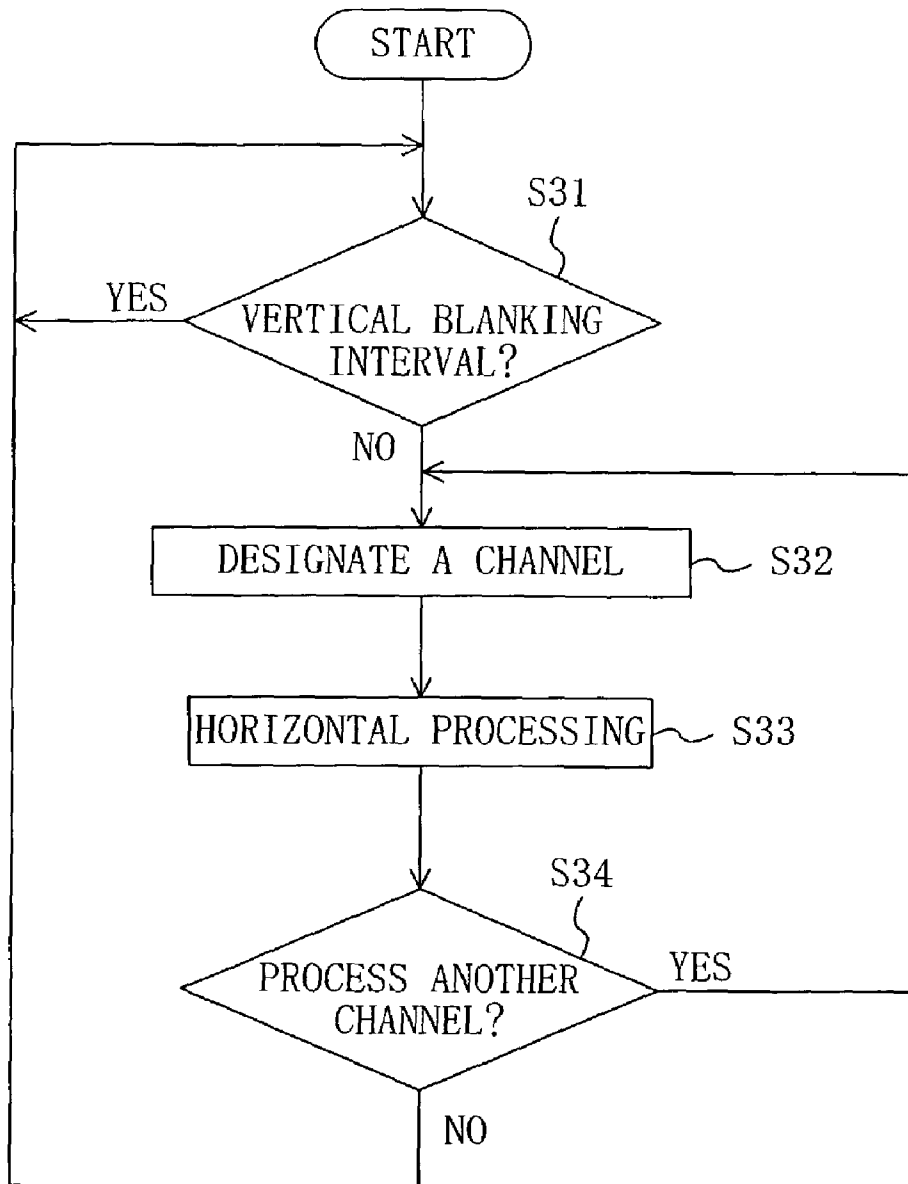 START
S31
YES
VERTICAL BLANKING
INTERVAL?
NO
DESIGNATE A CHANNEL
S32
HORIZONTAL PROCESSING
S33
S34
PROCESS ANOTHER
CHANNEL?
YES
NO